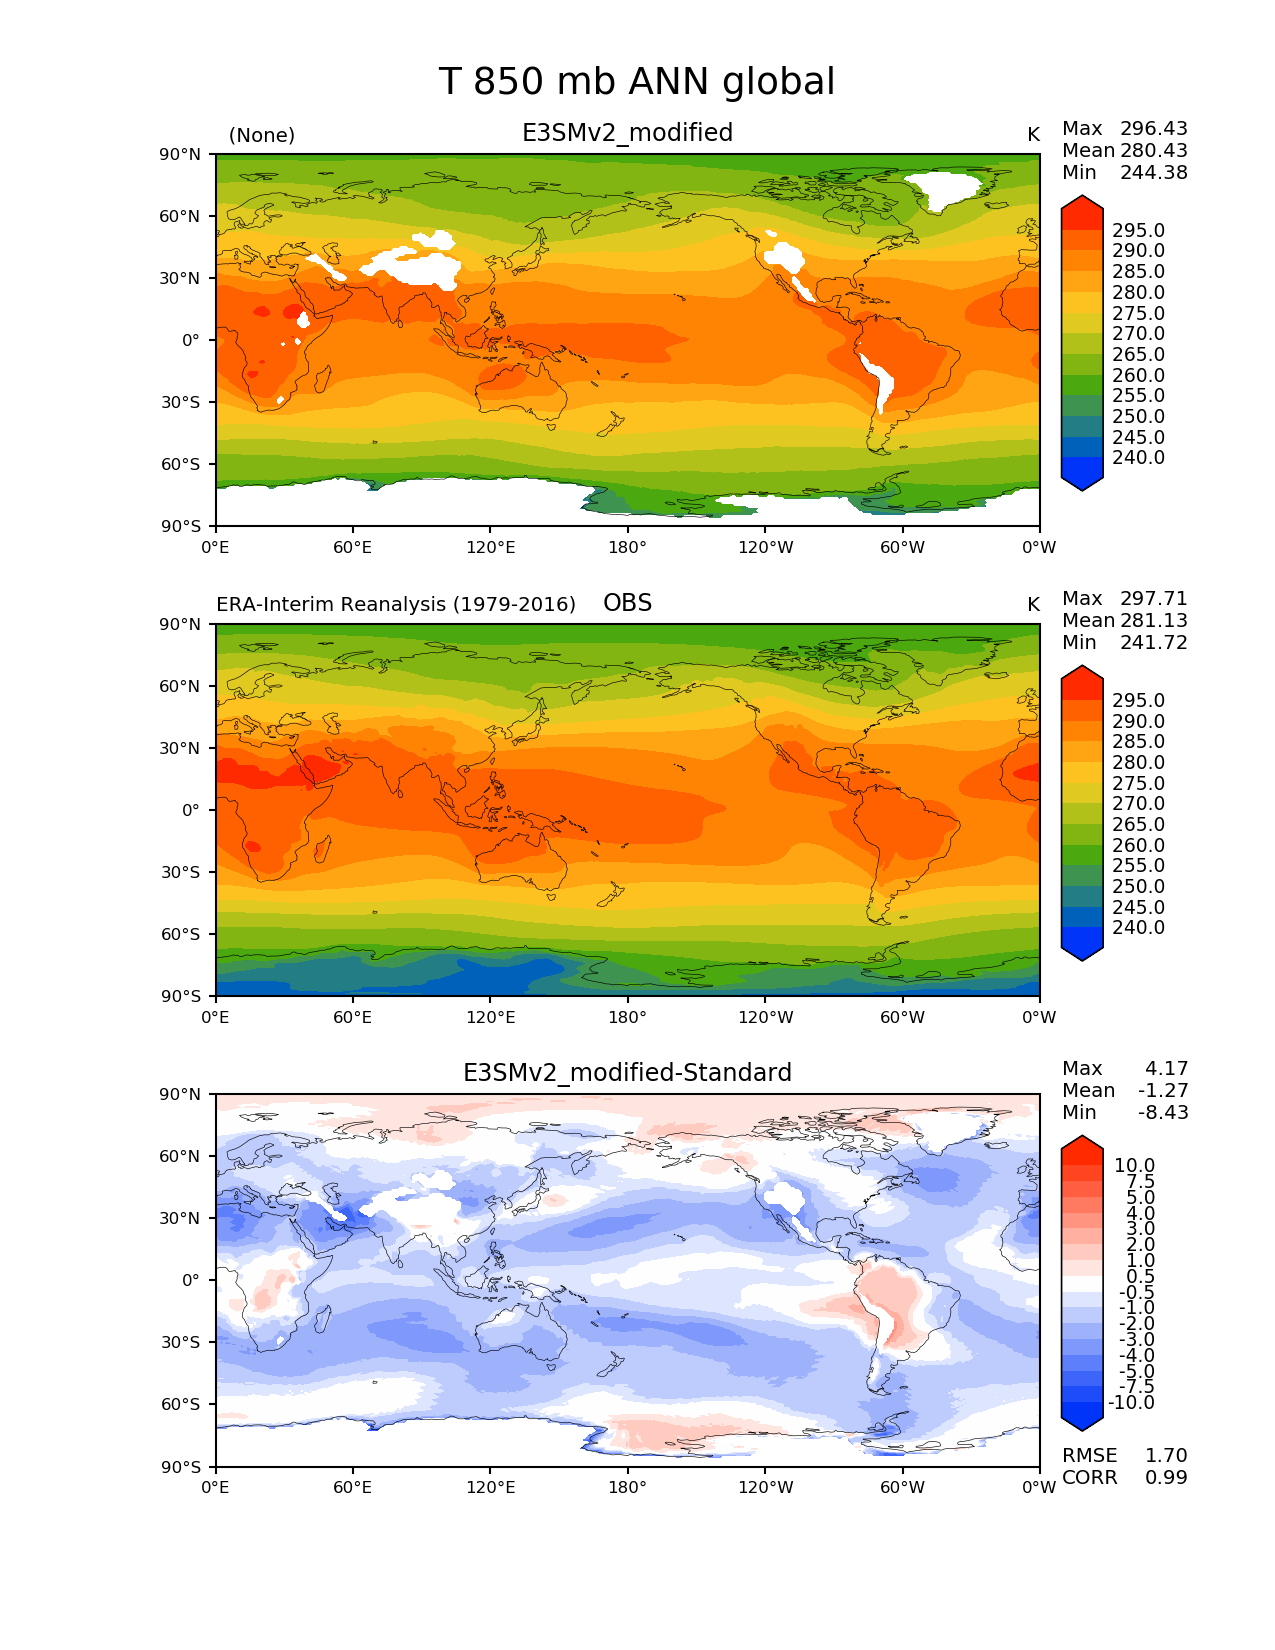 T 850 mb ANN global
(None) E3SMv2_modified K
Max 296.43
Mean 280.43
Min 244.38
90°N
60°N
30°N
0°
30°S
60°S
90°S
0°E 60°E 120°E 180° 120°W 60°W 0°W
295.0
290.0
285.0
280.0
275.0
270.0
265.0
260.0
255.0
250.0
245.0
240.0
ERA-Interim Reanalysis (1979-2016) OBS K
Max 297.71
Mean 281.13
Min 241.72
90°N
60°N
30°N
0°
30°S
60°S
90°S
0°E 60°E 120°E 180° 120°W 60°W 0°W
295.0
290.0
285.0
280.0
275.0
270.0
265.0
260.0
255.0
250.0
245.0
240.0
E3SMv2_modified-Standard
Max 4.17
Mean -1.27
Min -8.43
90°N
60°N
30°N
0°
30°S
60°S
90°S
0°E 60°E 120°E 180° 120°W 60°W 0°W
10.0
7.5
5.0
4.0
3.0
2.0
1.0
0.5
-0.5
-1.0
-2.0
-3.0
-4.0
-5.0
-7.5
-10.0
RMSE 1.70
CORR 0.99